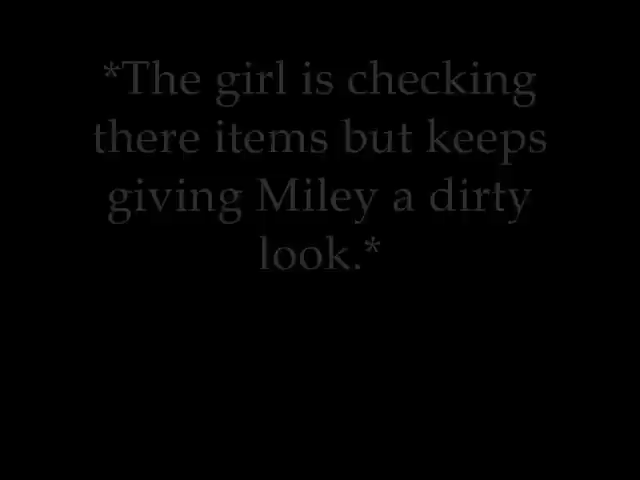 *The girl is checking
there items but keeps
giving Miley a dirty
look.*